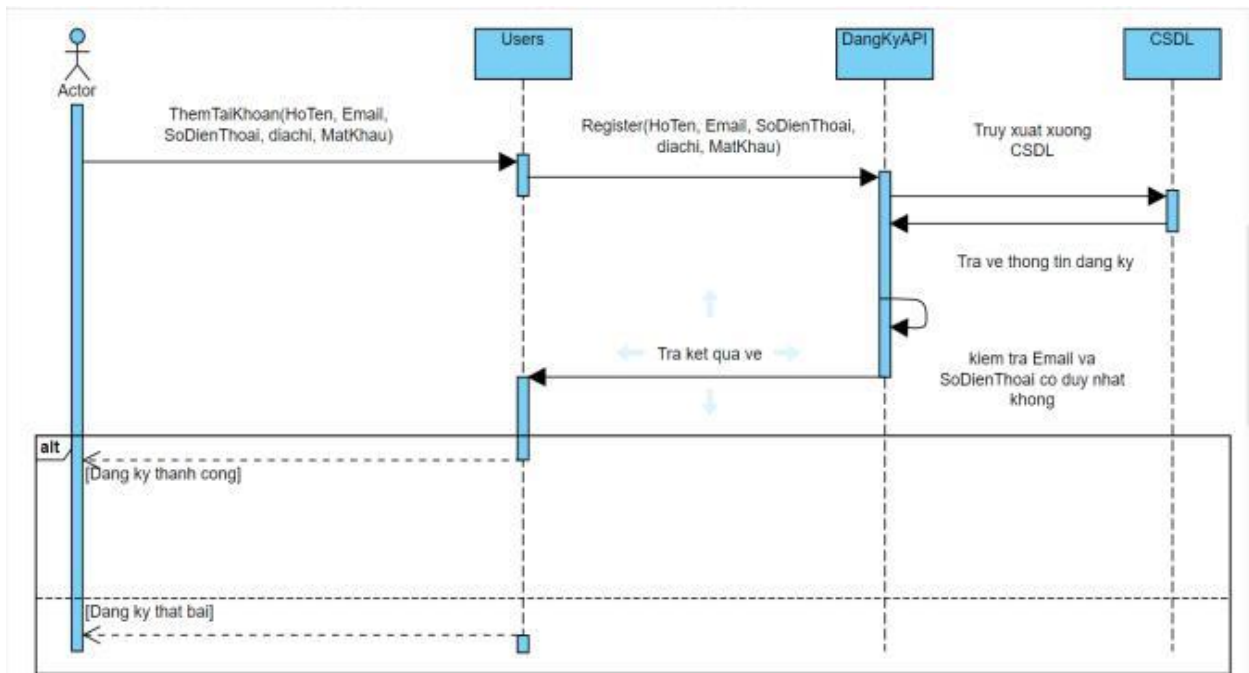 Users
DangKyAPI
CSDL
Actor
ThemTaiKhoan(HoTen, Email,
SoDienThoai, diachi, MatKhau)
Register(HoTen, Email, SoDienThoai,
diachi, MatKhau)
Truy xuat xuong
CSDL
Tra ve thong tin dang ky
Tra ket qua ve
kiem tra Email va
SoDienThoai co duy nhat
khong
alt
[Dang ky thanh cong]
[Dang ky that bai]